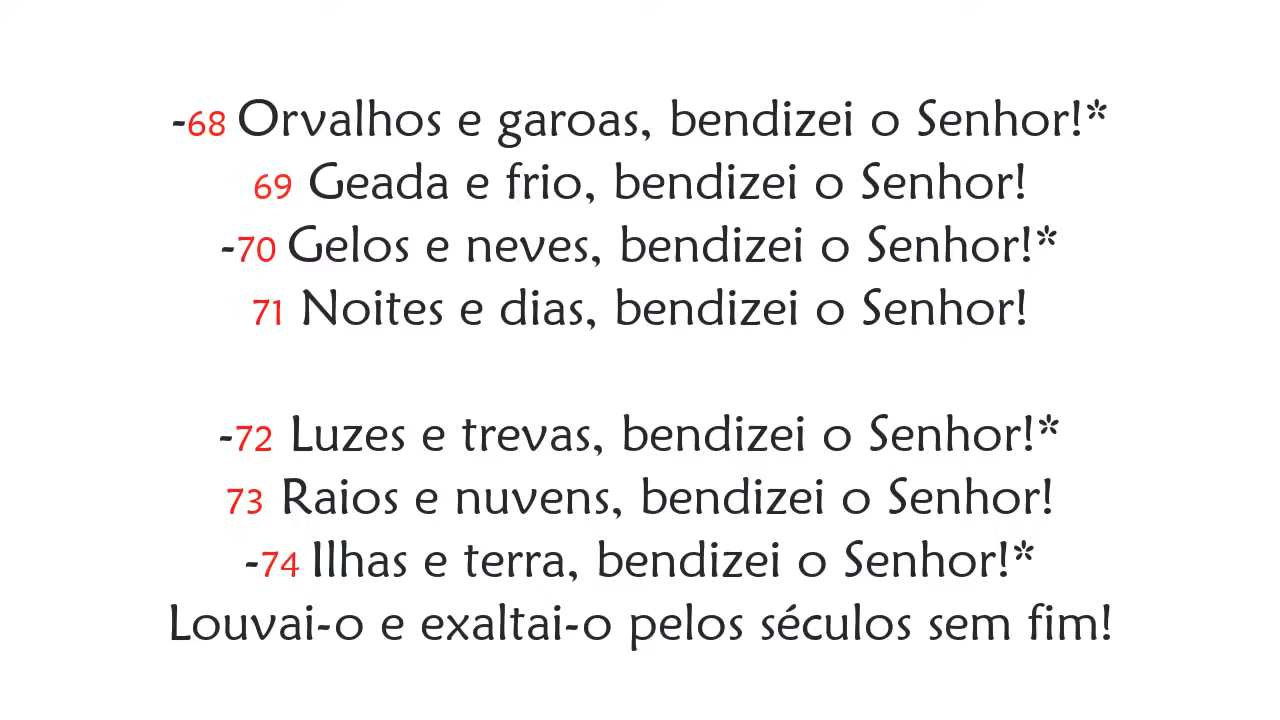 -68 Orvalhos e garoas, bendizei o Senhor!*
69 Geada e frio, bendizei o Senhor!
-70 Gelos e neves, bendizei o Senhor!*
71 Noites e dias, bendizei o Senhor!
-72 Luzes e trevas, bendizei o Senhor!*
73 Raios e nuvens, bendizei o Senhor!
-74 Ilhas e terra, bendizei o Senhor!*
Louvai-o e exaltai-o pelos séculos sem fim!